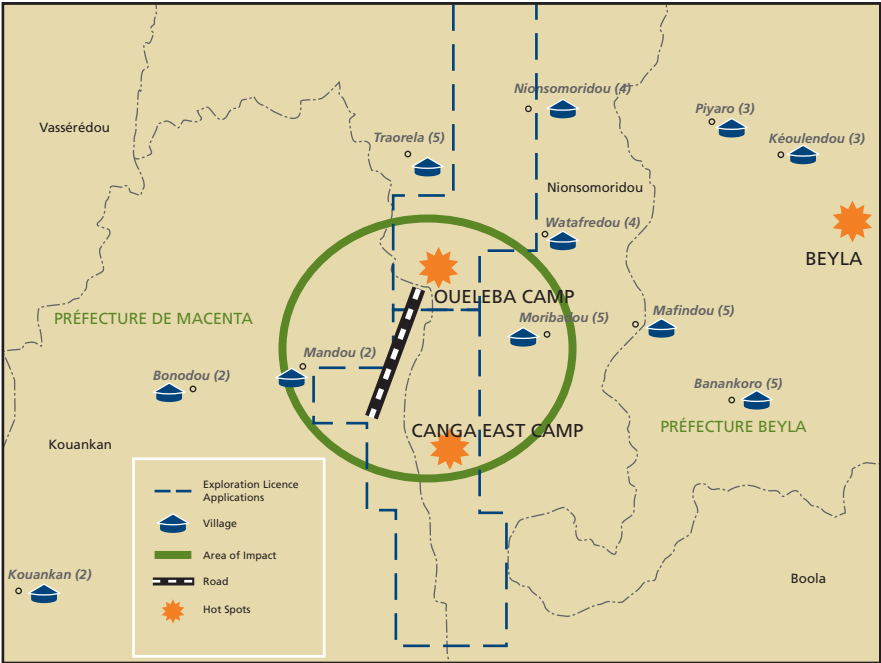 Nionsomoridou (4)
Piyaro (3)
Vassérédou
Traorela (5)
Kéoulendou (3)
Nionsomoridou
Watafredou (4)
BEYLA
OUELEBA CAMP
PRÉFECTURE DE MACENTA
Moribadou (5)
Mafindou (5)
Mandou (2)
Bonodou (2)
Banankoro (5)
CANGA EAST CAMP
PRÉFECTURE BEYLA
Kouankan
Exploration Licence
Applications
Village
Area of Impact
Road
Hot Spots
Kouankan (2)
Boola